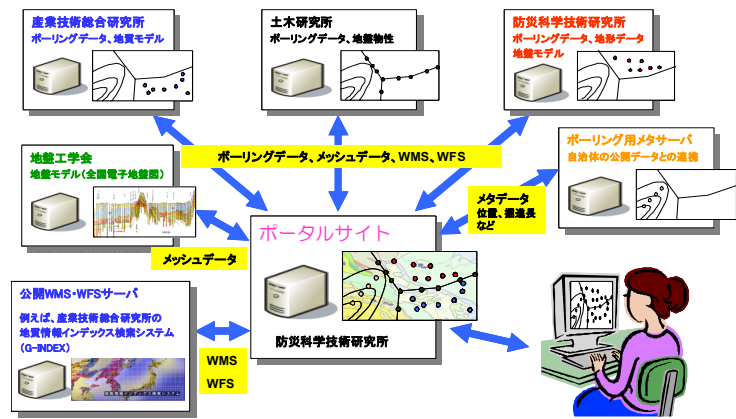 産業技術総合研究所
ボーリングデータ、地質モデル
土木研究所
ボーリングデータ、地盤物性
防災科学技術研究所
ボーリングデータ、地形データ
地盤モデル
ボーリングデータ、メッシュデータ、WMS、WFS
地盤工学会
地盤モデル（全国電子地盤図）
ボーリング用メタサーバ
自治体の公開データとの連携
メタデータ
位置、掘進長
など
メッシュデータ
ポータルサイト
防災科学技術研究所
公開WMS・WFSサーバ
例えば、産業技術総合研究所の
地質情報インデックス検索システム
（G-INDEX）
WMS
WFS